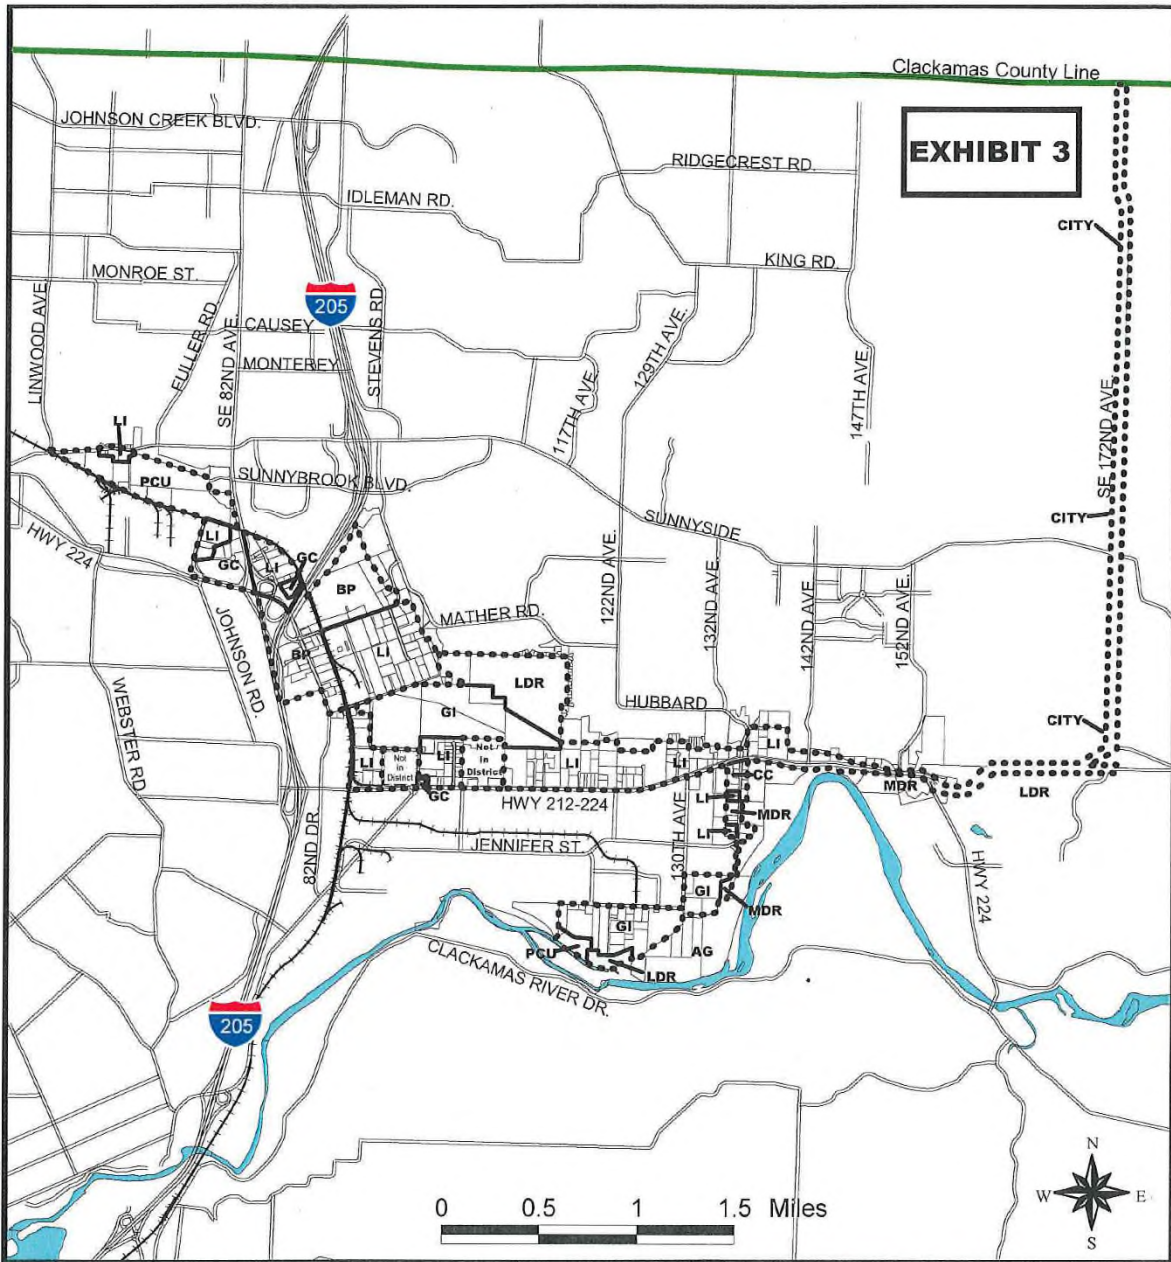 Clackamas County Line
EXHIBIT 3
JOHNSON CREEK BLVD.
RIDGECREST RD.
IDLEMAN RD.
CITY
KING RD.
MONROE ST.
205
LINWOOD AVE.
FULLER RD.
SE 82ND AVE.
CAUSEY
STEVENS RD.
MONTEREY
129TH AVE.
117TH AVE.
147TH AVE.
SE 172ND AVE.
LI
PCU
SUNNYBROOK BLVD.
SUNNYSIDE
CITY
HWY 224
LI
GC
LI
GC
BP
122ND AVE.
132ND AVE.
142ND AVE.
152ND AVE.
JOHNSON RD.
MATHER RD.
BP
LI
LDR
WEBSTER RD.
GI
HUBBARD
CITY
LI
Not
in
District
LI
Not
in
District
LI
LI
LI
CC
GC
HWY 212-224
MDR
LDR
LI
MDR
LI
82ND DR.
JENNIFER ST.
130TH AVE.
HWY 224
GI
MDR
GI
PCU
LDR
AG
CLACKAMAS RIVER DR.
205
N
W
E
S
0 0.5 1 1.5 Miles